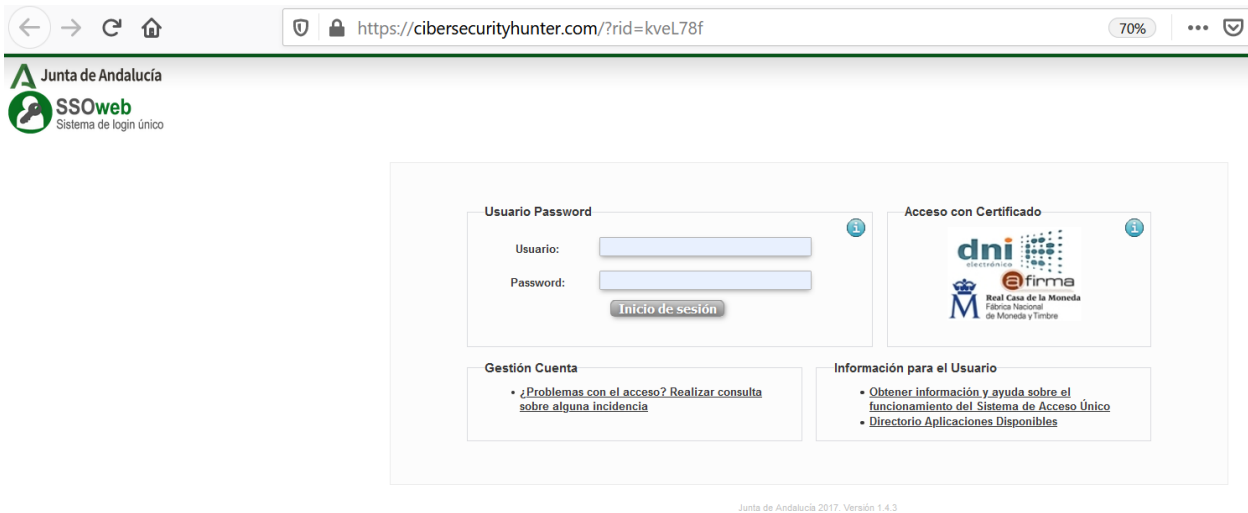 https://cibersecurityhunter.com/?rid=kveL78f
70%
Junta de Andalucía
SSOweb
Sistema de login único
Usuario Password
Usuario:
Password:
Inicio de sesión
Acceso con Certificado
dni
electrónico
@firma
Real Casa de la Moneda
Fábrica Nacional
de Moneda y Timbre
Gestión Cuenta
¿Problemas con el acceso? Realizar consulta
sobre alguna incidencia
Información para el Usuario
Obtener información y ayuda sobre el
funcionamiento del Sistema de Acceso Único
Directorio Aplicaciones Disponibles
Junta de Andalucía 2017. Versión 1.4.3